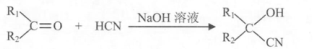 R₁ R₁ OH
C=O + HCN NaOH 溶液 C
R₂ R₂ CN